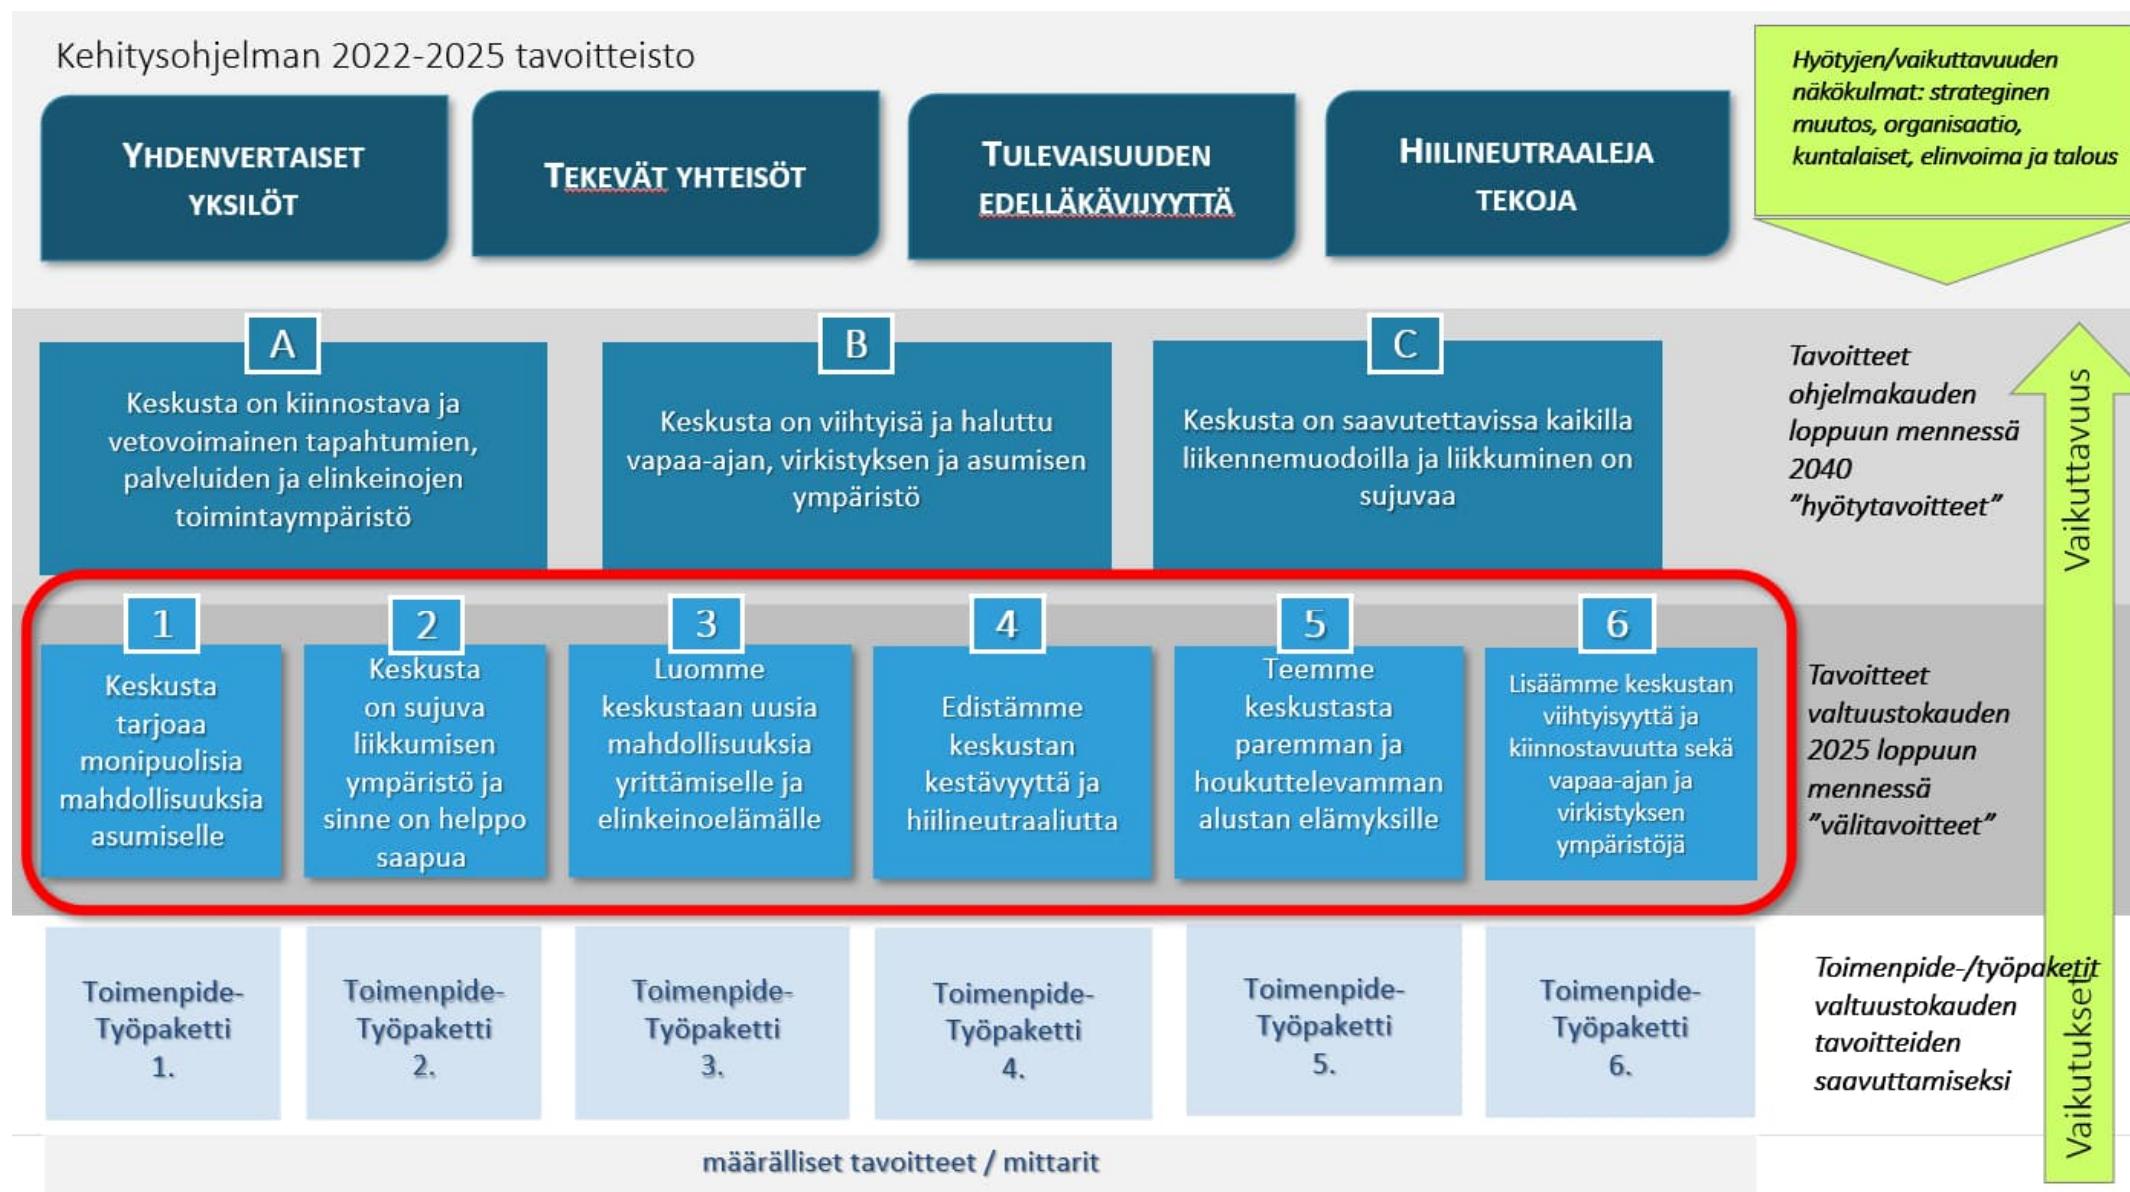 Kehitysohjelman 2022-2025 tavoitteisto
Hyötyjen/vaikuttavuuden
näkökulmat: strateginen
muutos, organisaatio,
kuntalaiset, elinvoima ja talous
YHDENVERTAISET
YKSILÖT
TEKEVÄT YHTEISÖT
TULEVAISUUDEN
EDELLÄKÄVIJYYTTÄ
HIILINEUTRAALEJA
TEKOJA
A
Keskusta on kiinnostava ja
vetovoimainen tapahtumien,
palveluiden ja elinkeinojen
toimintaympäristö
B
Keskusta on viihtyisä ja haluttu
vapaa-ajan, virkistyksen ja asumisen
ympäristö
C
Keskusta on saavutettavissa kaikilla
liikennemuodoilla ja liikkuminen on
sujuvaa
Tavoitteet
ohjelmakauden
loppuun mennessä
2040
”hyötytavoitteet”
Vaikuttavuus
1
Keskusta
tarjoaa
monipuolisia
mahdollisuuksia
asumiselle
2
Keskusta
on sujuva
liikkumisen
ympäristö ja
sinne on helppo
saapua
3
Luomme
keskustaan uusia
mahdollisuuksia
yrittämiselle ja
elinkeinoelämälle
4
Edistämme
keskustan
kestävyyttä ja
hiilineutraaliutta
5
Teemme
keskustasta
paremman ja
houkuttelevamman
alustan elämyksille
6
Lisäämme keskustan
viihtyisyyttä ja
kiinnostavuutta sekä
vapaa-ajan ja
virkistyksen
ympäristöjä
Tavoitteet
valtuustokauden
2025 loppuun
mennessä
”välitavoitteet”
Toimenpide-
Työpaketti
1.
Toimenpide-
Työpaketti
2.
Toimenpide-
Työpaketti
3.
Toimenpide-
Työpaketti
4.
Toimenpide-
Työpaketti
5.
Toimenpide-
Työpaketti
6.
Toimenpide-/työpaketit
valtuustokauden
tavoitteiden
saavuttamiseksi
Vaikutukset
määrälliset tavoitteet / mittarit